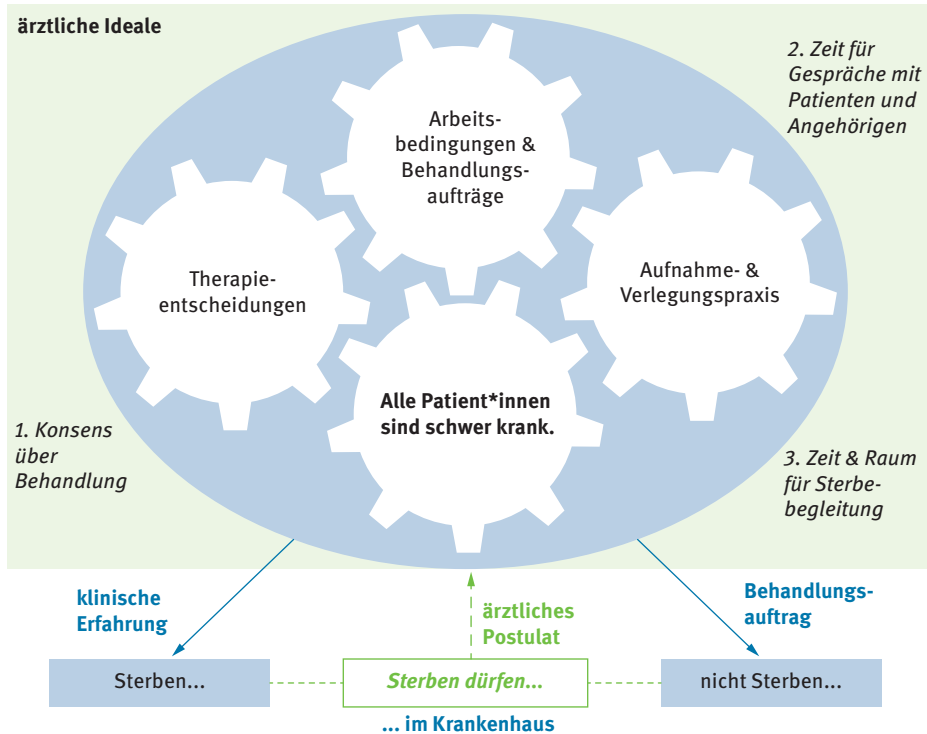 ärztliche Ideale
2. Zeit für
Gespräche mit
Patienten und
Angehörigen
Arbeits-
bedingungen &
Behandlungs-
aufträge
Therapie-
entscheidungen
Aufnahme- &
Verlegungspraxis
Alle Patient*innen
sind schwer krank.
1. Konsens
über
Behandlung
3. Zeit & Raum
für Sterbe-
begleitung
klinische
Erfahrung
ärztliches
Postulat
Behandlungs-
auftrag
Sterben...
Sterben dürfen...
nicht Sterben...
... im Krankenhaus